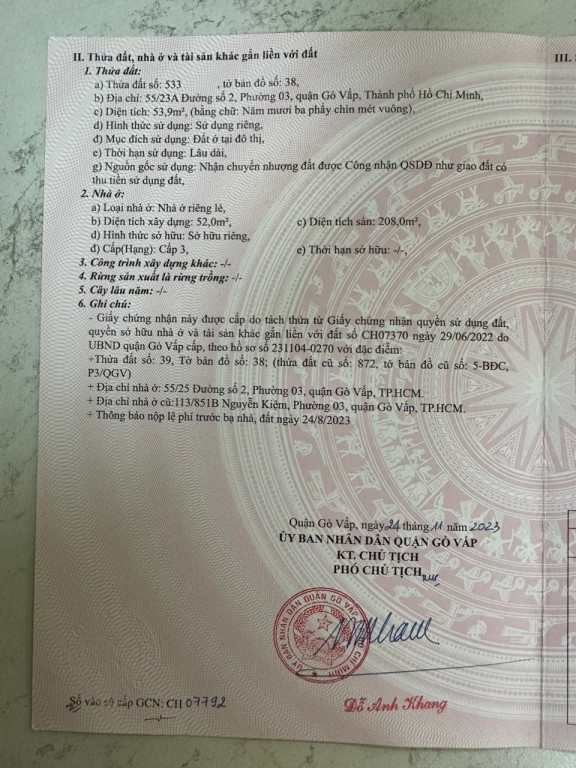 II. Thửa đất, nhà ở và tài sản khác gắn liền với đất
III.
1. Thửa đất:
a) Thửa đất số: 533 , tờ bản đồ số: 38,
b) Địa chỉ: 55/23A Đường số 2, Phường 03, quận Gò Vấp, Thành phố Hồ Chí Minh,
c) Diện tích: 53,9m², (bằng chữ: Năm mươi ba phẩy chín mét vuông),
d) Hình thức sử dụng: Sử dụng riêng,
đ) Mục đích sử dụng: Đất ở tại đô thị,
e) Thời hạn sử dụng: Lâu dài,
g) Nguồn gốc sử dụng: Nhận chuyển nhượng đất được Công nhận QSDĐ như giao đất có
thu tiền sử dụng đất,
2. Nhà ở:
a) Loại nhà ở: Nhà ở riêng lẻ,
b) Diện tích xây dựng: 52,0m², c) Diện tích sàn: 208,0m²,
d) Hình thức sở hữu: Sở hữu riêng,
đ) Cấp(Hạng): Cấp 3, e) Thời hạn sở hữu: -/-,
3. Công trình xây dựng khác: -/-
4. Rừng sản xuất là rừng trồng: -/-
5. Cây lâu năm: -/-
6. Ghi chú:
- Giấy chứng nhận này được cấp do tách thửa từ Giấy chứng nhận quyền sử dụng đất,
quyền sở hữu nhà ở và tài sản khác gắn liền với đất số CH07370 ngày 29/06/2022 do
UBND quận Gò Vấp cấp, theo hồ sơ số 231104-0270 với đặc điểm:
+Thửa đất số: 39, Tờ bản đồ số: 38; (thửa đất cũ số: 872, tờ bản đồ cũ số: 5-BĐC,
P3/QGV)
+ Địa chỉ nhà ở: 55/25 Đường số 2, Phường 03, quận Gò Vấp, TP.HCM.
+ Địa chỉ nhà ở cũ:113/851B Nguyễn Kiệm, Phường 03, quận Gò Vấp, TP.HCM.
+ Thông báo nộp lệ phí trước bạ nhà, đất ngày 24/8/2023
Quận Gò Vấp, ngày 24 tháng 11 năm 2023
ỦY BAN NHÂN DÂN QUẬN GÒ VẤP
KT. CHỦ TỊCH
PHÓ CHỦ TỊCH
ỦY BAN NHÂN DÂN QUẬN GÒ VẤP
Số vào sổ cấp GCN: CH 07792
Đỗ Anh Khang